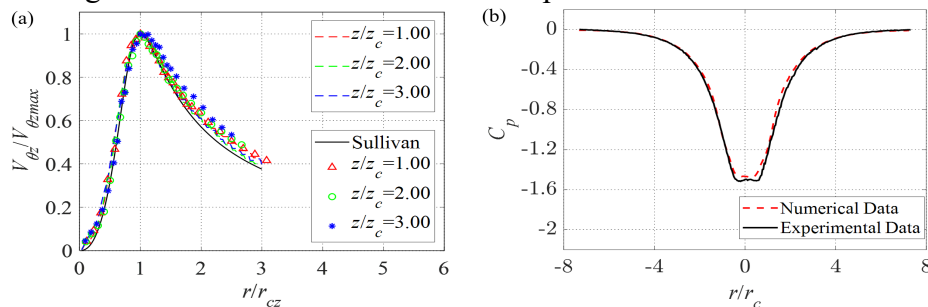 (a)
V_θz/V_θzmax
1
0.8
0.6
0.4
0.2
0
0 1 2 3 4 5 6
r/r_cz
z/z_c=1.00
z/z_c=2.00
z/z_c=3.00
Sullivan
z/z_c=1.00
z/z_c=2.00
z/z_c=3.00
(b)
C_p
0
-0.4
-0.8
-1.2
-1.6
-2
-8 -4 0 4 8
r/r_c
Numerical Data
Experimental Data